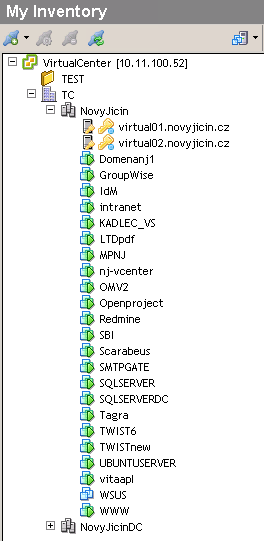 My Inventory
VirtualCenter [10.11.100.52]
TEST
TC
NovyJicin
virtual01.novyjicin.cz
virtual02.novyjicin.cz
Domenanj1
GroupWise
IdM
intranet
KADLEC_VS
LTDpdf
MPNJ
nj-vcenter
OMV2
Openproject
Redmine
SBI
Scarabeus
SMTPGATE
SQLSERVER
SQLSERVERDC
Tagra
TWIST6
TWISTnew
UBUNTUSERVER
vitaapl
WSUS
WWW
NovyJicinDC